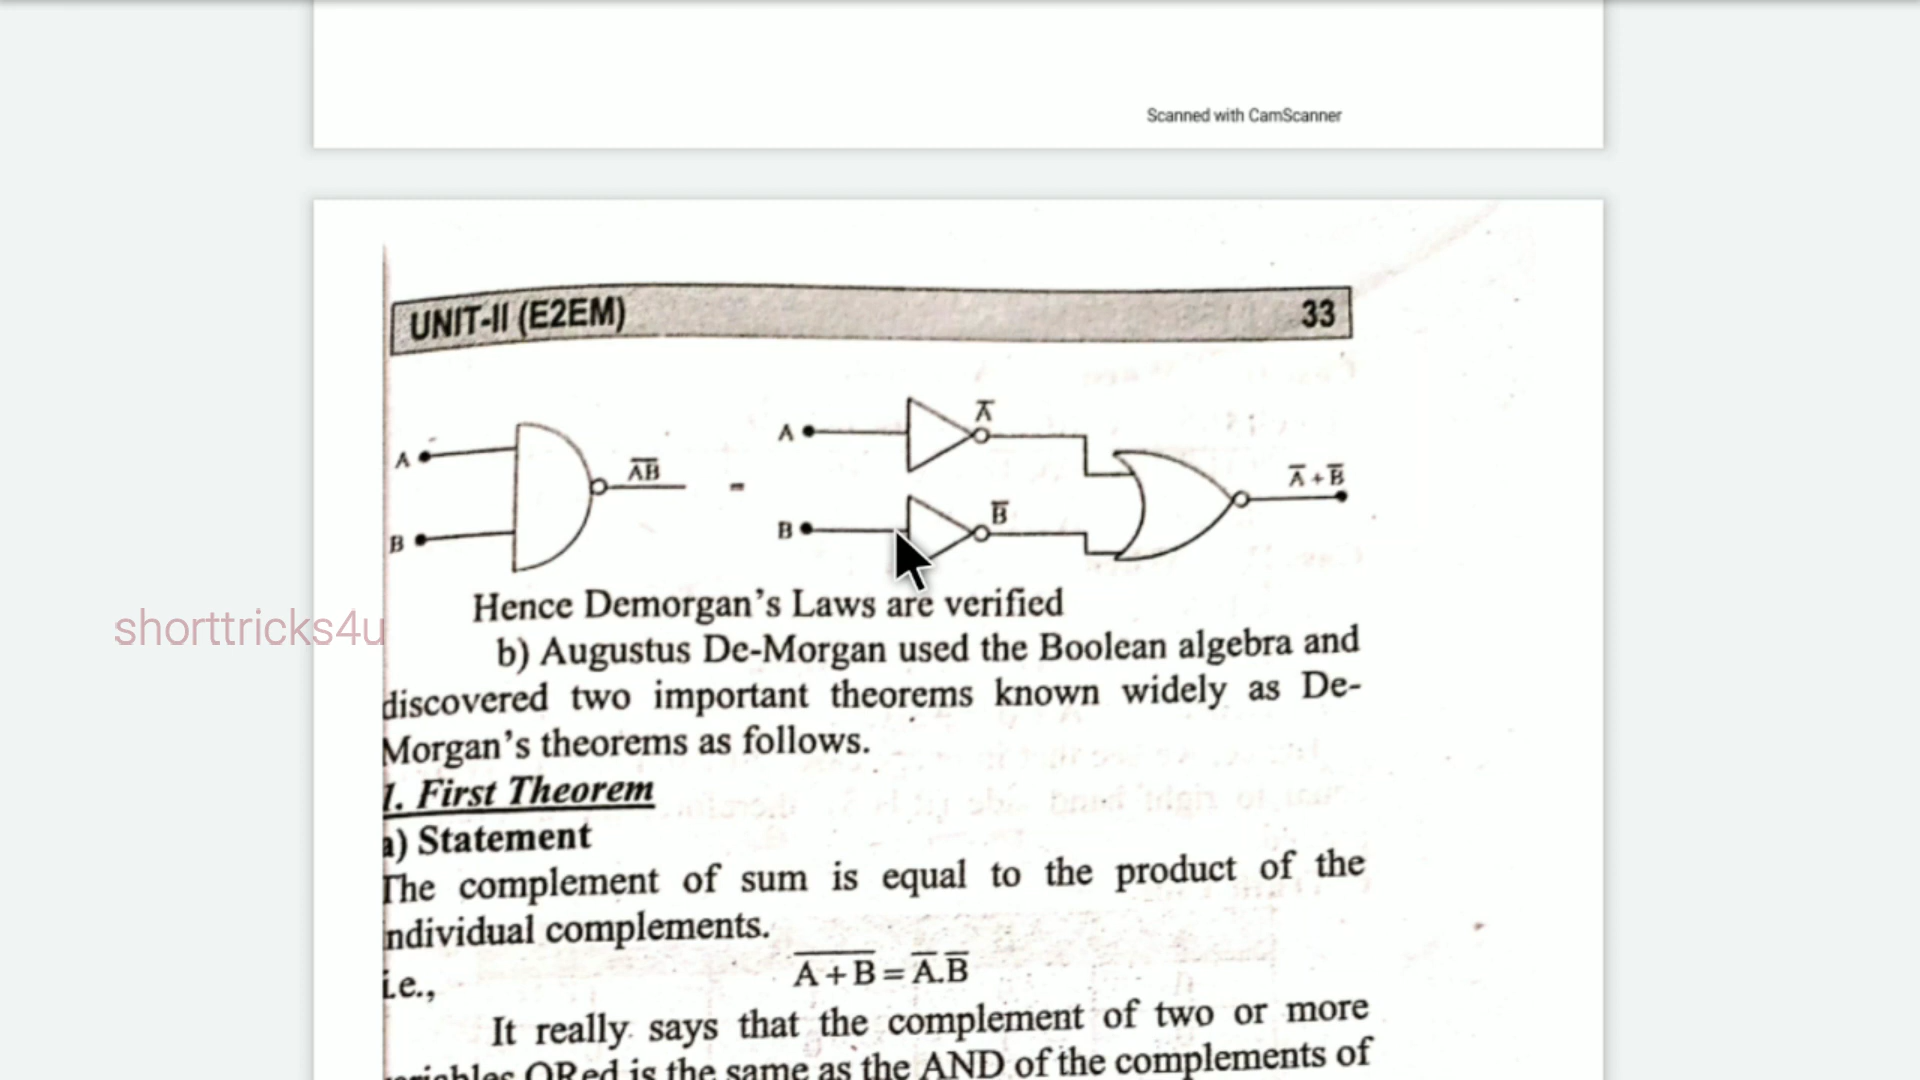 Scanned with CamScanner
UNIT-II (E2EM) 33
A
B
A̅B̅
=
A
A̅
B
B̅
A̅ + B̅
Hence Demorgan's Laws are verified
shorttricks4u
b) Augustus De-Morgan used the Boolean algebra and
discovered two important theorems known widely as De-
Morgan's theorems as follows.
1. First Theorem
a) Statement
The complement of sum is equal to the product of the
ndividual complements.
i.e., A̅ ̅+̅ ̅B̅ = A̅.B̅
It really says that the complement of two or more
variables ORed is the same as the AND of the complements of